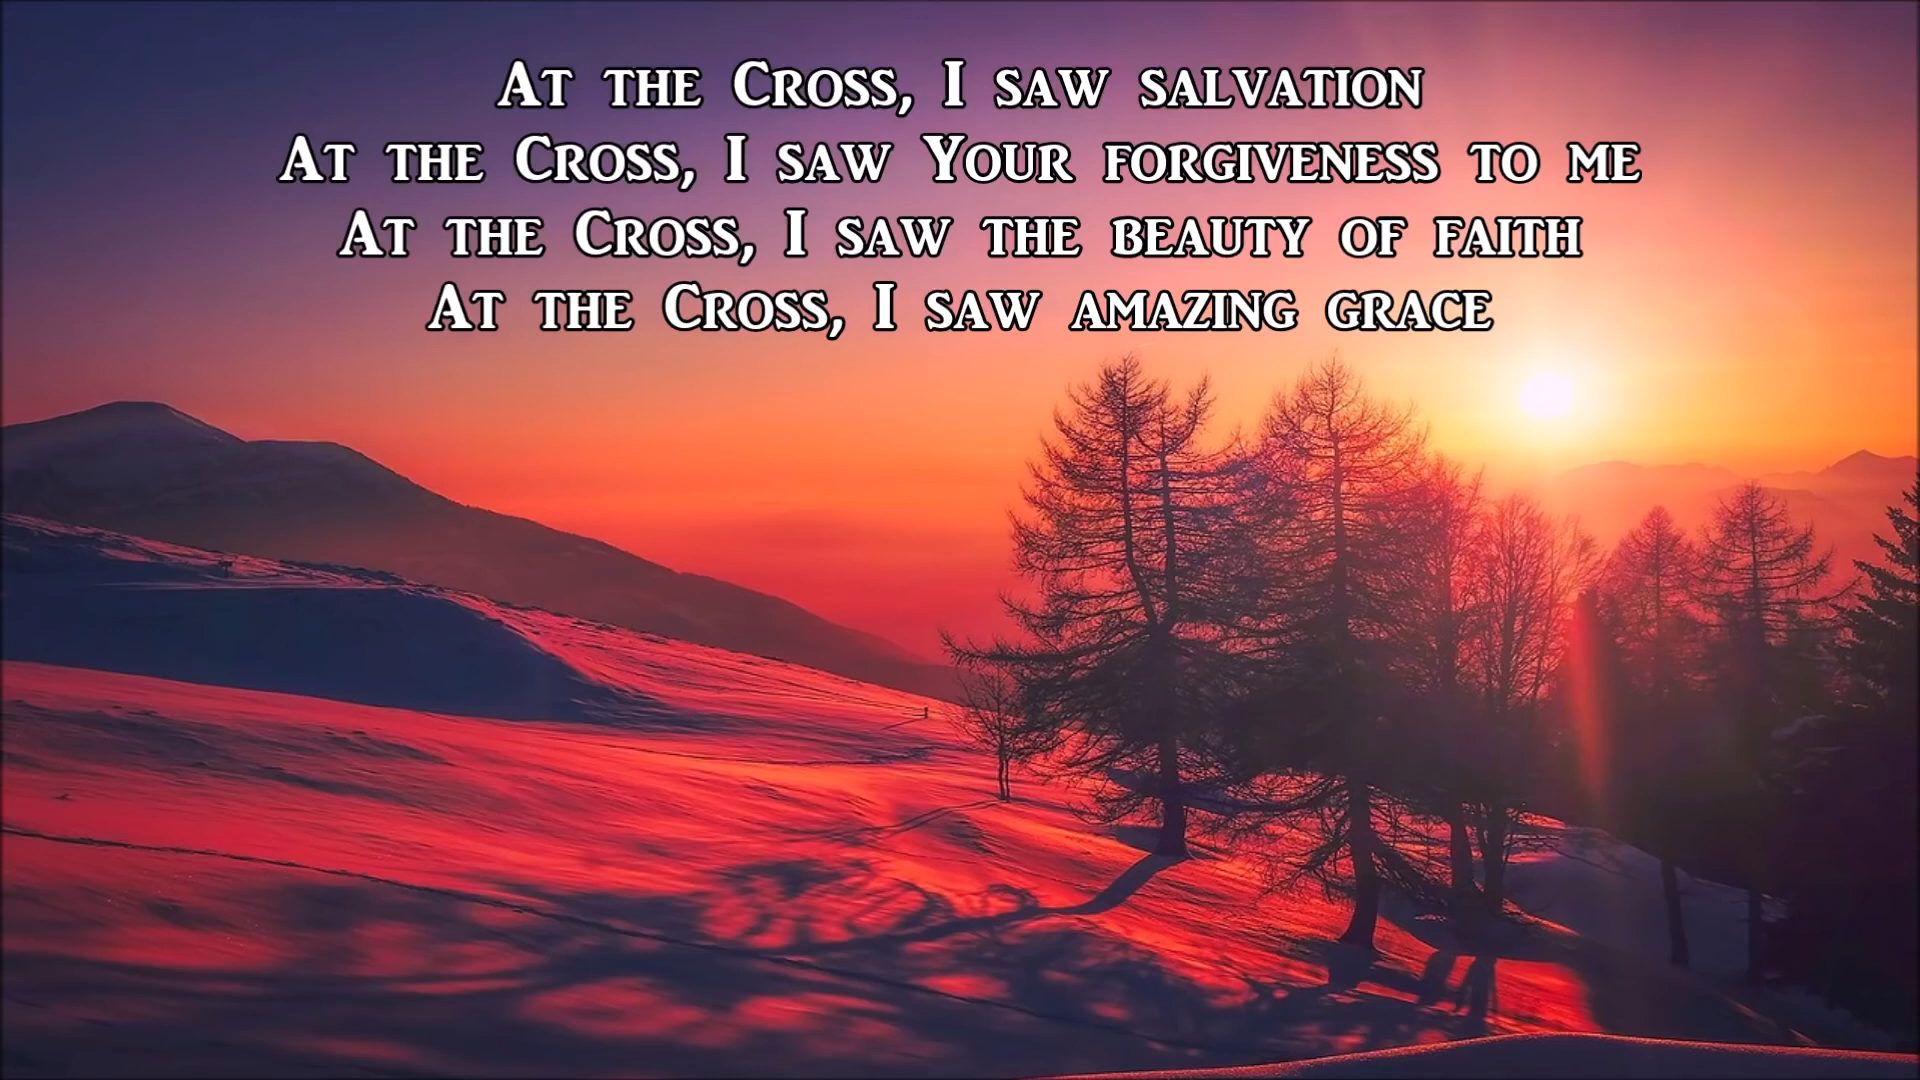 At the Cross, I saw salvation
At the Cross, I saw Your forgiveness to me
At the Cross, I saw the beauty of faith
At the Cross, I saw amazing grace